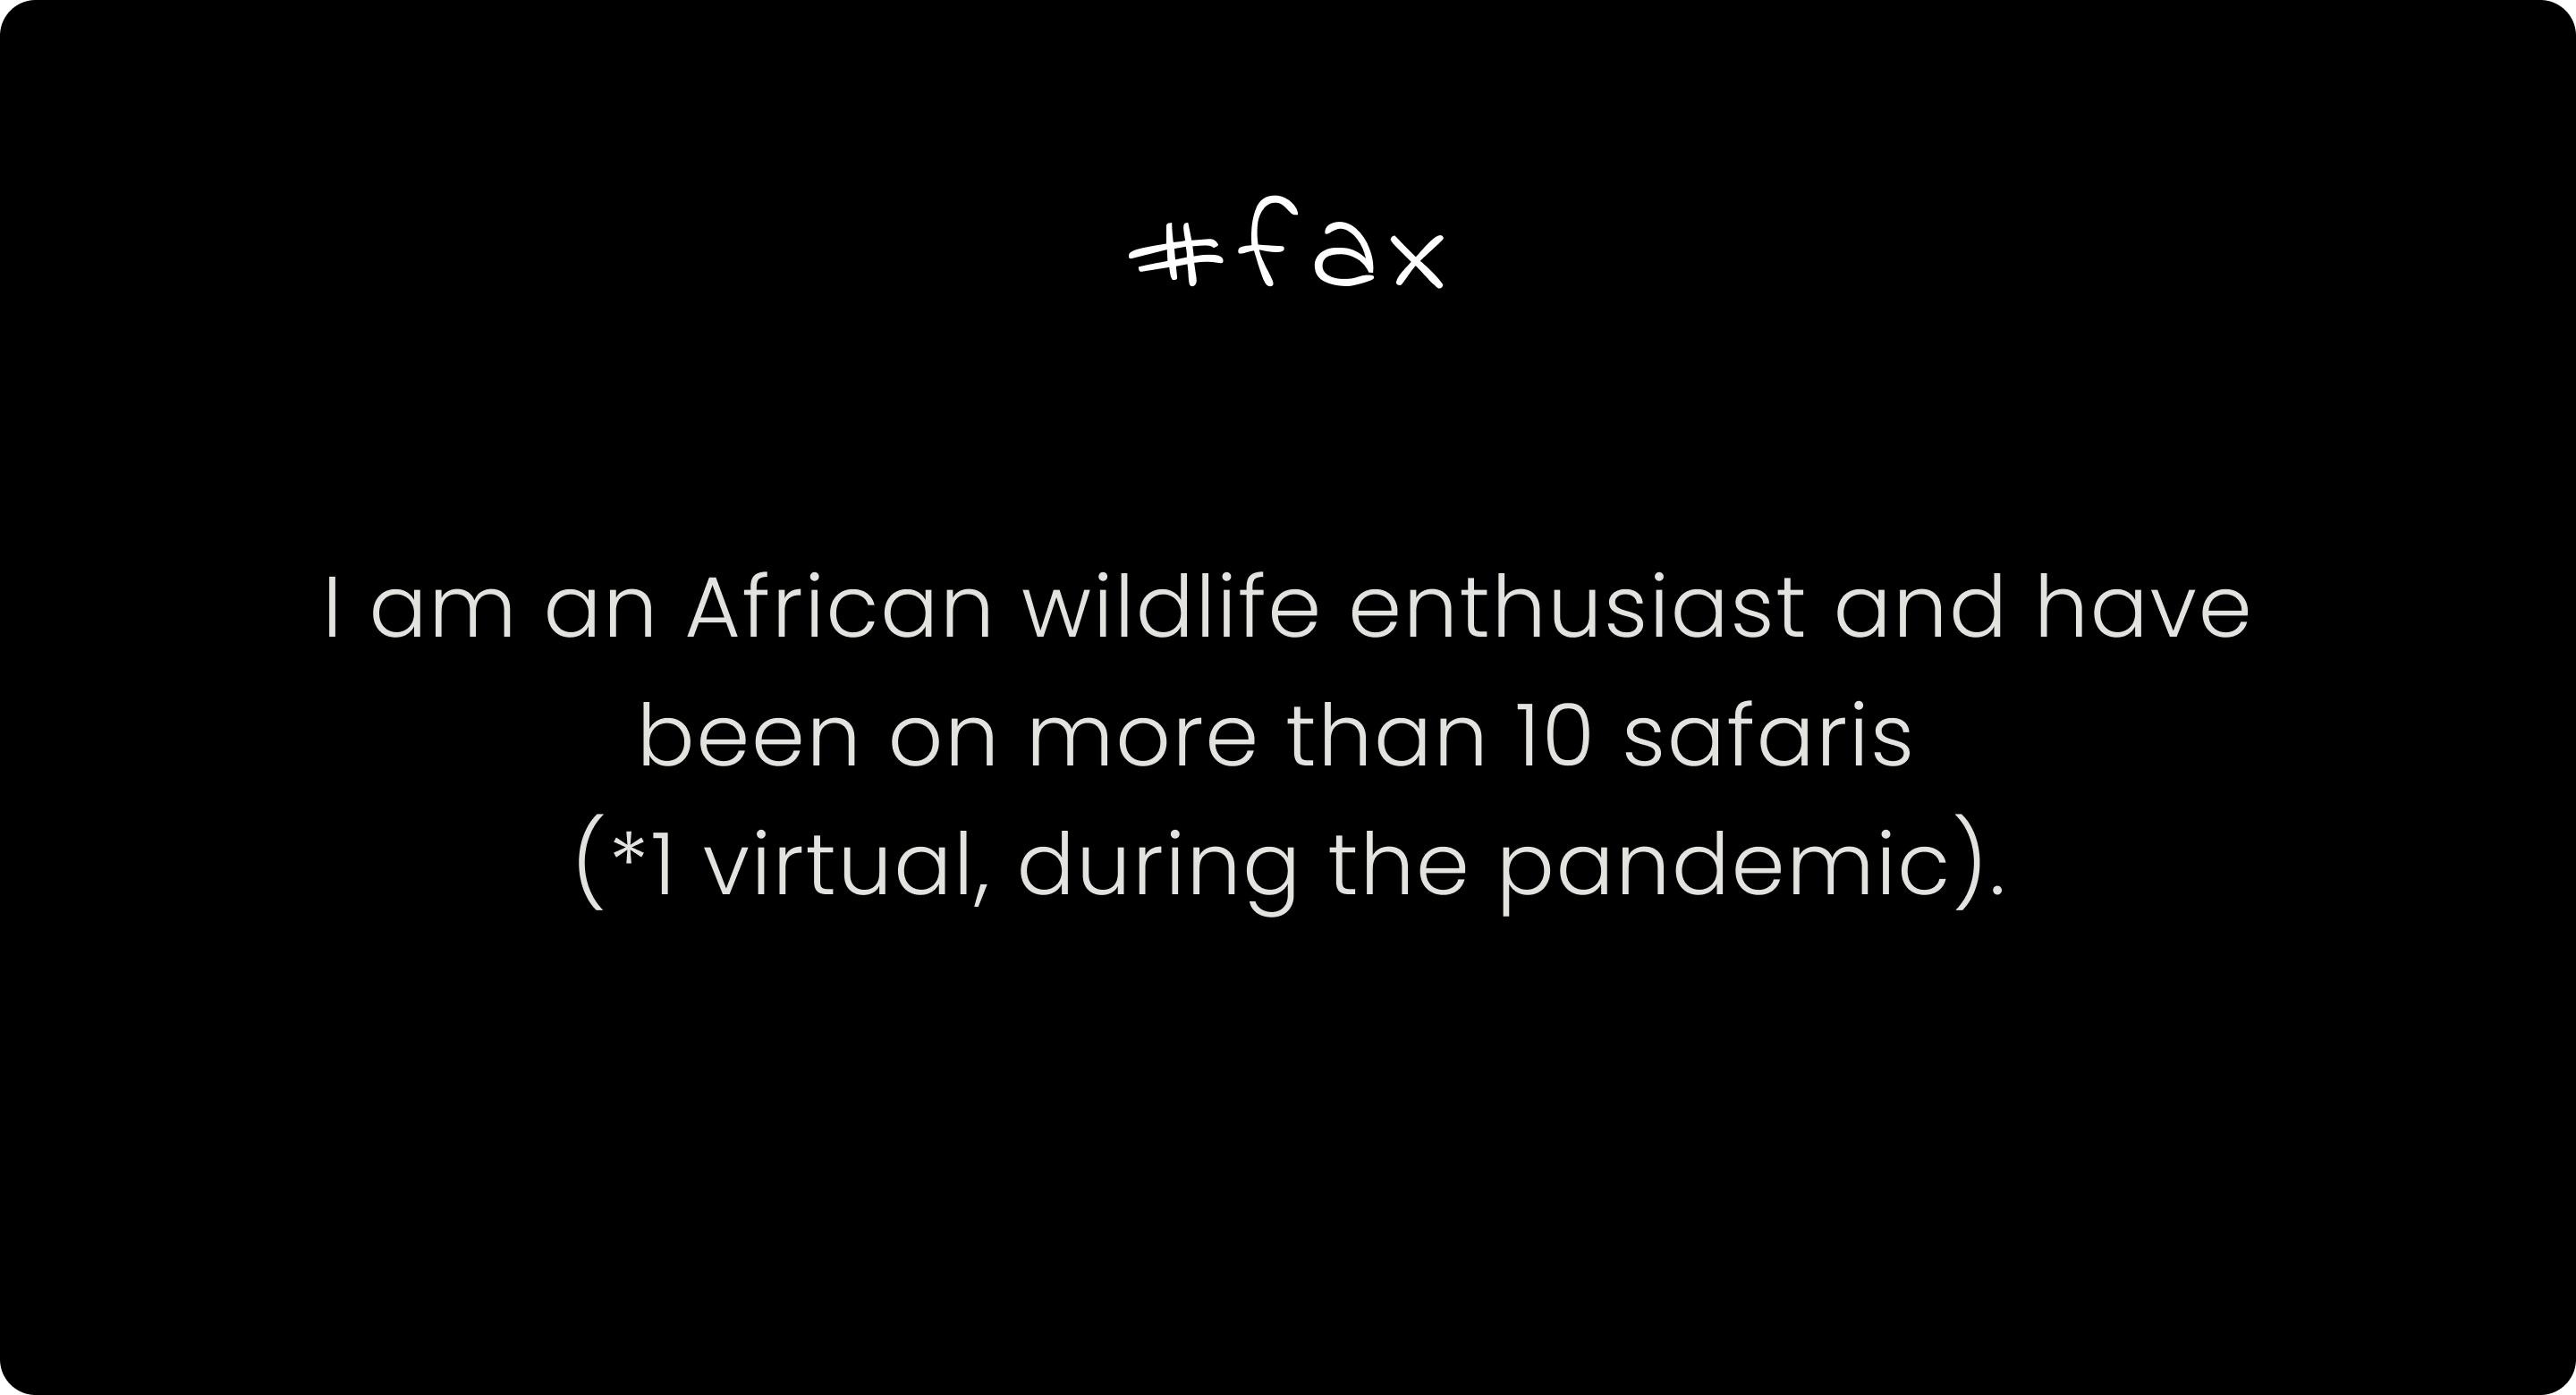 #fax
I am an African wildlife enthusiast and have
been on more than 10 safaris
(*1 virtual, during the pandemic).